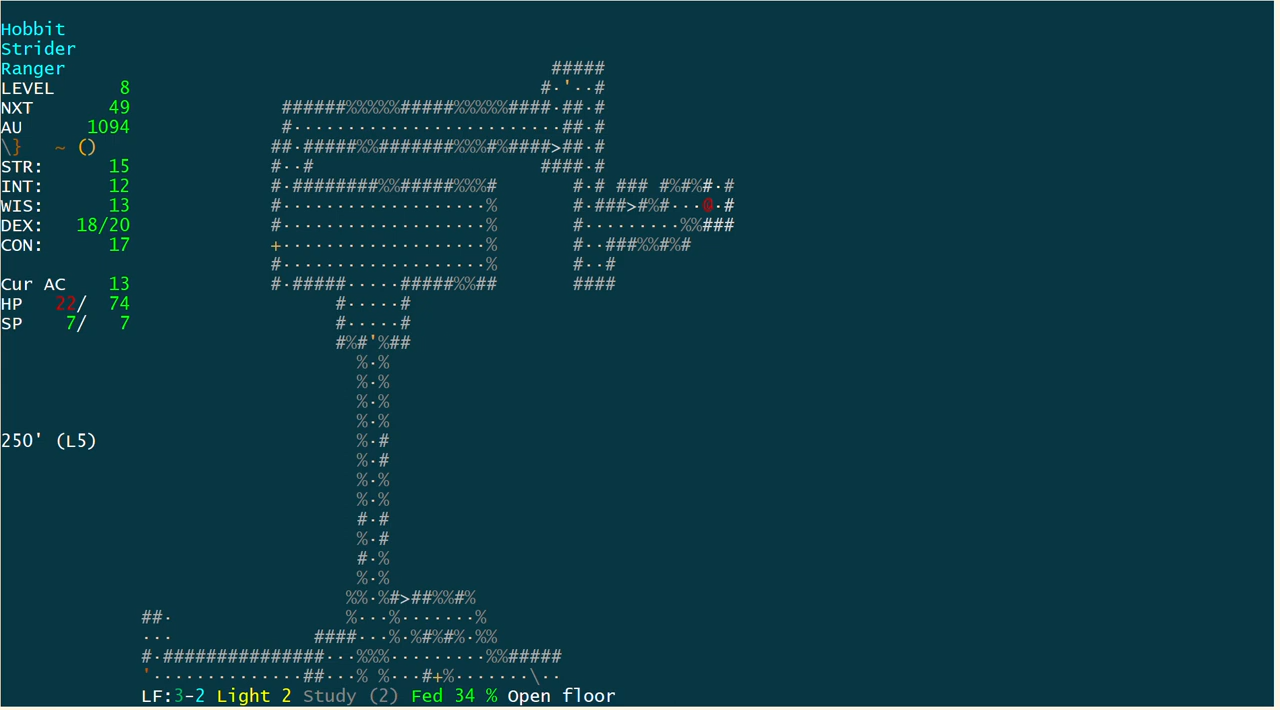 Hobbit
Strider
Ranger
LEVEL 8
NXT 49
AU 1094
\} ~ ()
STR: 15
INT: 12
WIS: 13
DEX: 18/20
CON: 17
Cur AC 13
HP 22/ 74
SP 7/ 7
250' (L5)
LF:3-2 Light 2 Study (2) Fed 34 % Open floor